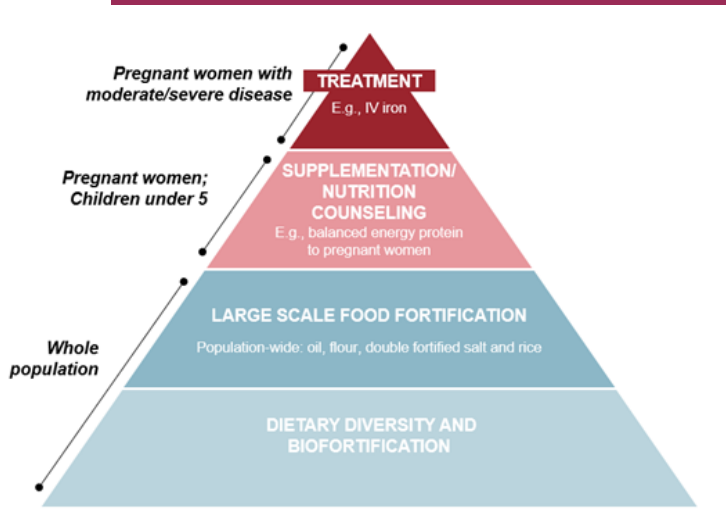 Pregnant women with
moderate/severe disease
TREATMENT
E.g., IV iron
Pregnant women;
Children under 5
SUPPLEMENTATION/
NUTRITION
COUNSELING
E.g., balanced energy protein
to pregnant women
Whole
population
LARGE SCALE FOOD FORTIFICATION
Population-wide: oil, flour, double fortified salt and rice
DIETARY DIVERSITY AND
BIOFORTIFICATION